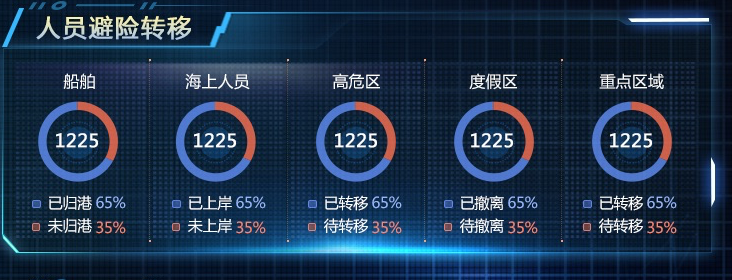 人员避险转移
船舶 海上人员 高危区 度假区 重点区域
1225 1225 1225 1225 1225
已归港 65% 已上岸 65% 已转移 65% 已撤离 65% 已转移 65%
未归港 35% 未上岸 35% 待转移 35% 待撤离 35% 待转移 35%